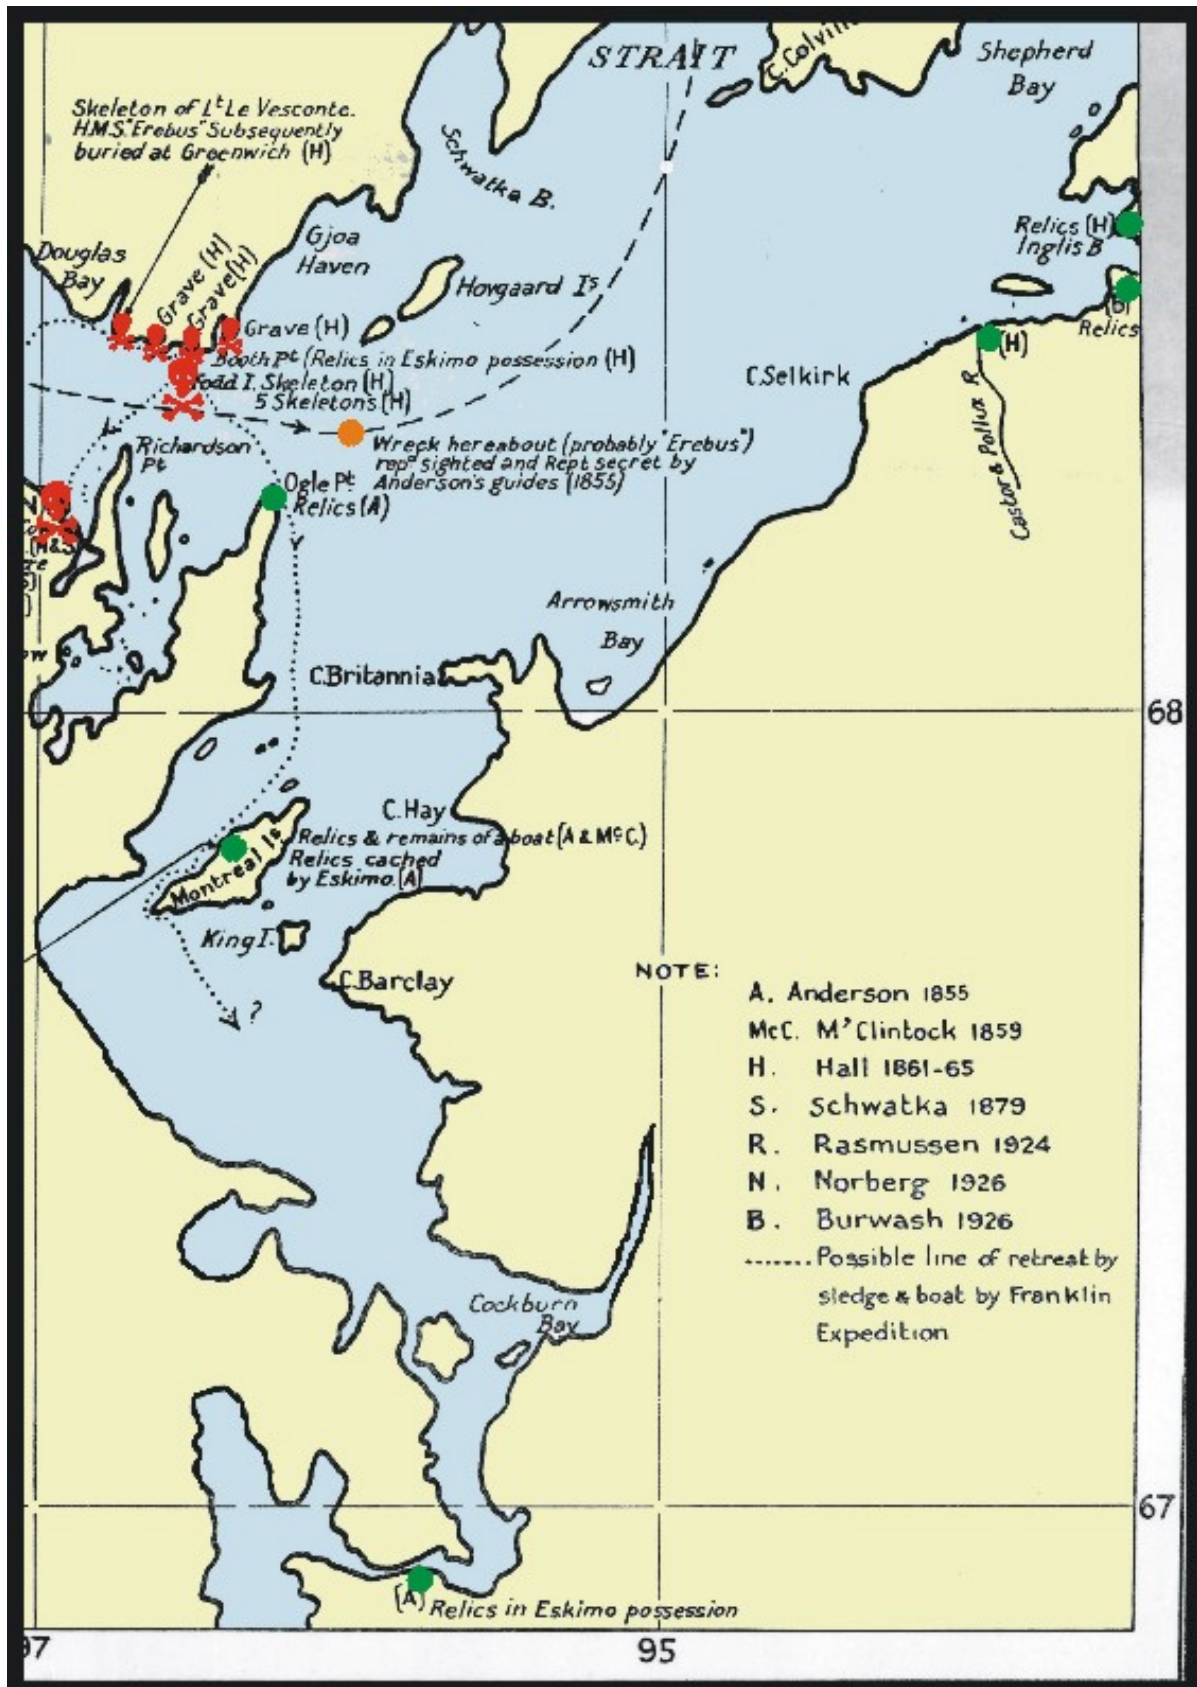 STRAIT
C. Colvill
Shepherd
Bay
Skeleton of Lt Le Vesconte.
H.M.S. "Erebus" Subsequently
buried at Greenwich (H)
Schwatka B.
Relics (H)
Inglis B
Gjoa
Haven
Douglas
Bay
Grave (H)
Grave (H)
Hovgaard Is
(B)
Relics
Grave (H)
(H)
Booth Pt (Relics in Eskimo possession (H)
Todd I. Skeleton (H)
5 Skeletons (H)
C. Selkirk
Castor & Pollux R
Richardson
Pt
Wreck hereabout (probably "Erebus")
repd sighted and Kept secret by
Anderson's guides (1855)
Ogle Pt
Relics (A)
(H&S
Arrowsmith
Bay
ow
C. Britannia
68
C. Hay
Relics & remains of a boat (A & McC.)
Relics cached
by Eskimo. (A)
Montreal Is
King I.
C. Barclay
?
NOTE:
A. Anderson 1855
McC. M'Clintock 1859
H. Hall 1861-65
S. Schwatka 1879
R. Rasmussen 1924
N. Norberg 1926
B. Burwash 1926
....... Possible line of retreat by
sledge & boat by Franklin
Expedition
Cockburn
Bay
67
(A) Relics in Eskimo possession
97
95